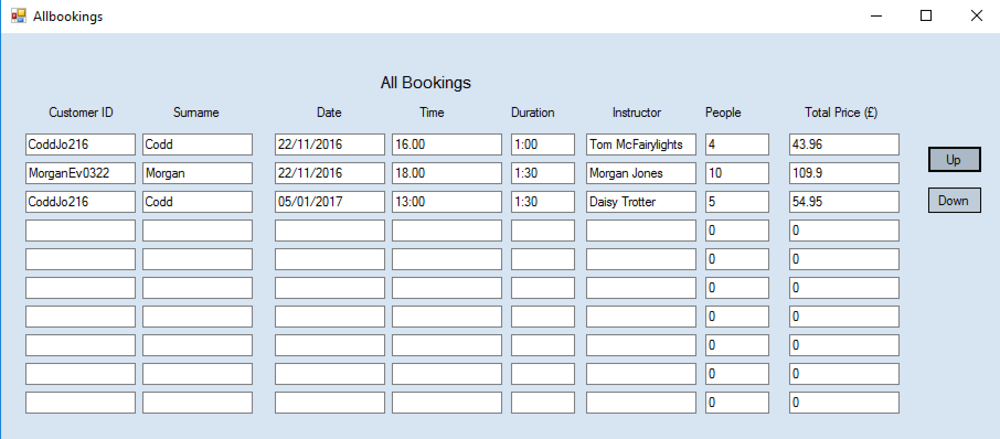 Allbookings
All Bookings
Customer ID Surname Date Time Duration Instructor People Total Price (£)
CoddJo216 Codd 22/11/2016 16.00 1:00 Tom McFairylights 4 43.96
Up
MorganEv0322 Morgan 22/11/2016 18.00 1:30 Morgan Jones 10 109.9
CoddJo216 Codd 05/01/2017 13:00 1:30 Daisy Trotter 5 54.95
Down
0 0
0 0
0 0
0 0
0 0
0 0
0 0